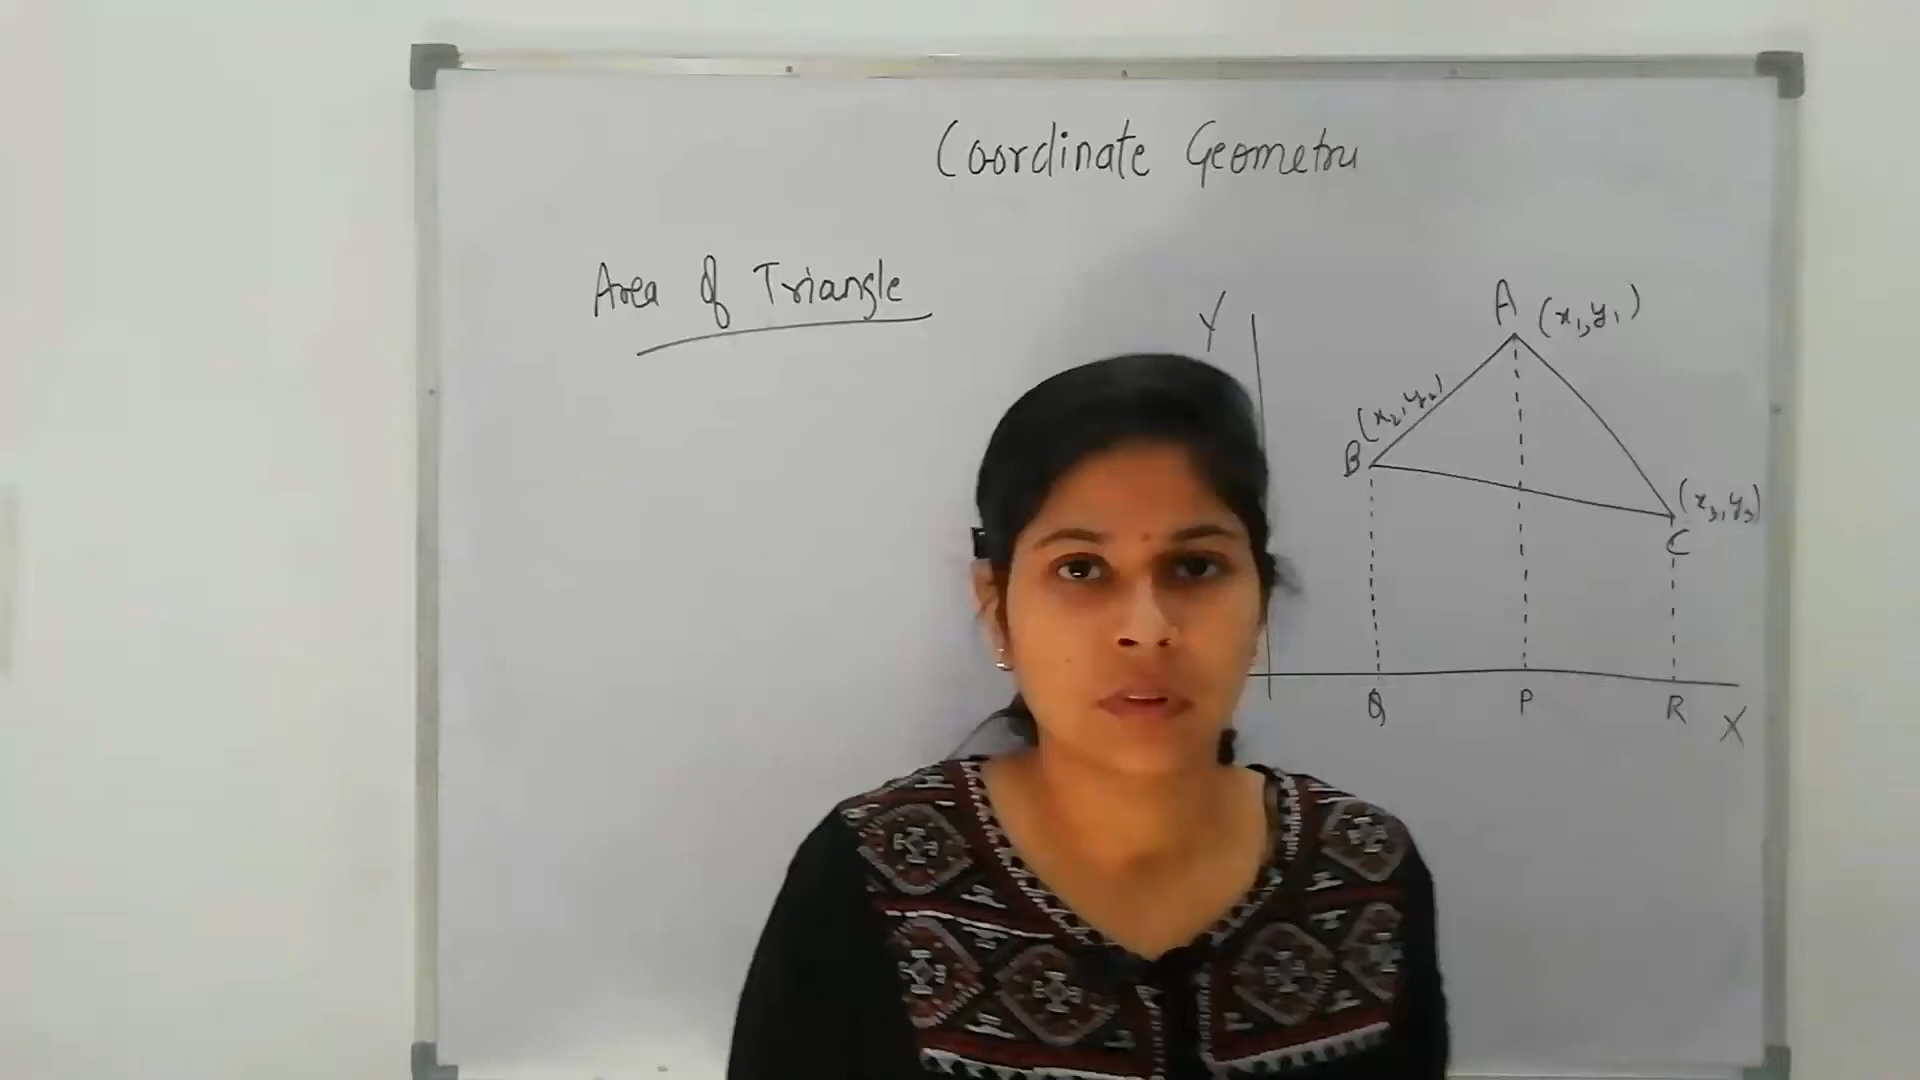 Coordinate Geometry
Area of Triangle
Y
A (x₁,y₁)
(x₂,y₂)
B
(x₃,y₃)
C
Q P R X